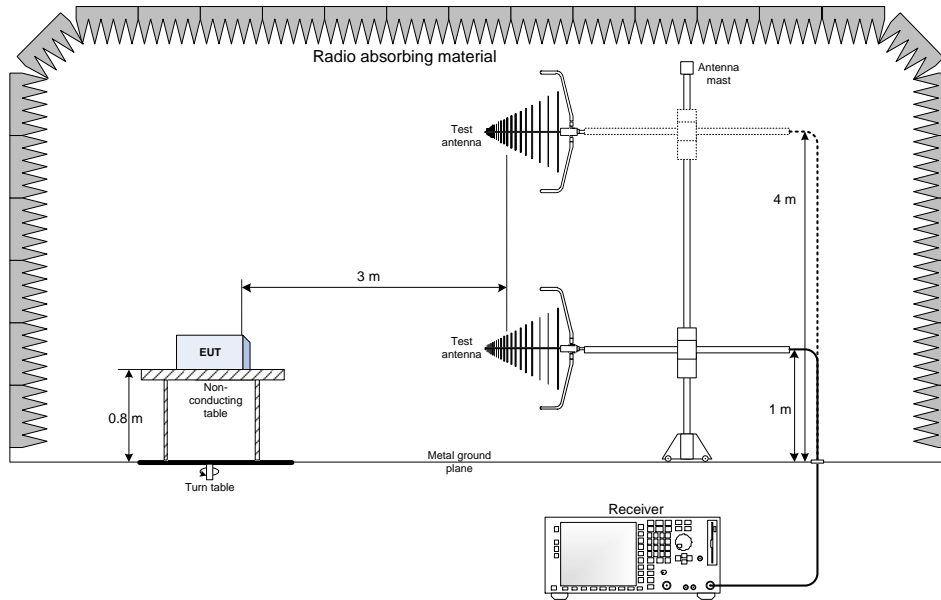 Radio absorbing material
Antenna
mast
Test
antenna
4 m
3 m
Test
antenna
EUT
Non-
conducting
table
0.8 m
1 m
Metal ground
plane
Turn table
Receiver